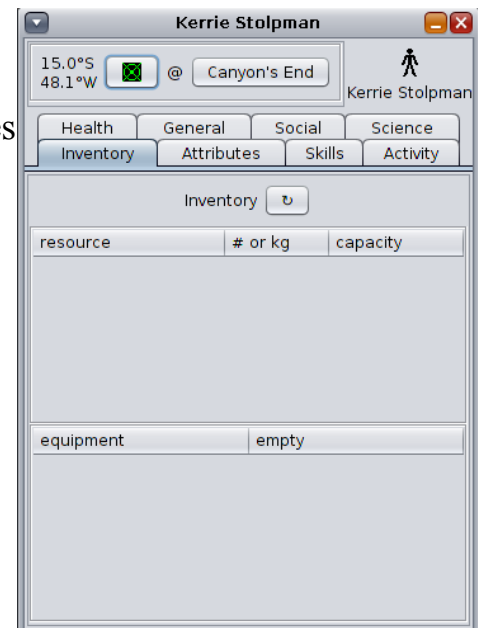 Kerrie Stolpman
15.0°S
48.1°W @ Canyon's End
Kerrie Stolpman
es
Health General Social Science
Inventory Attributes Skills Activity
Inventory ↻
resource # or kg capacity
equipment empty